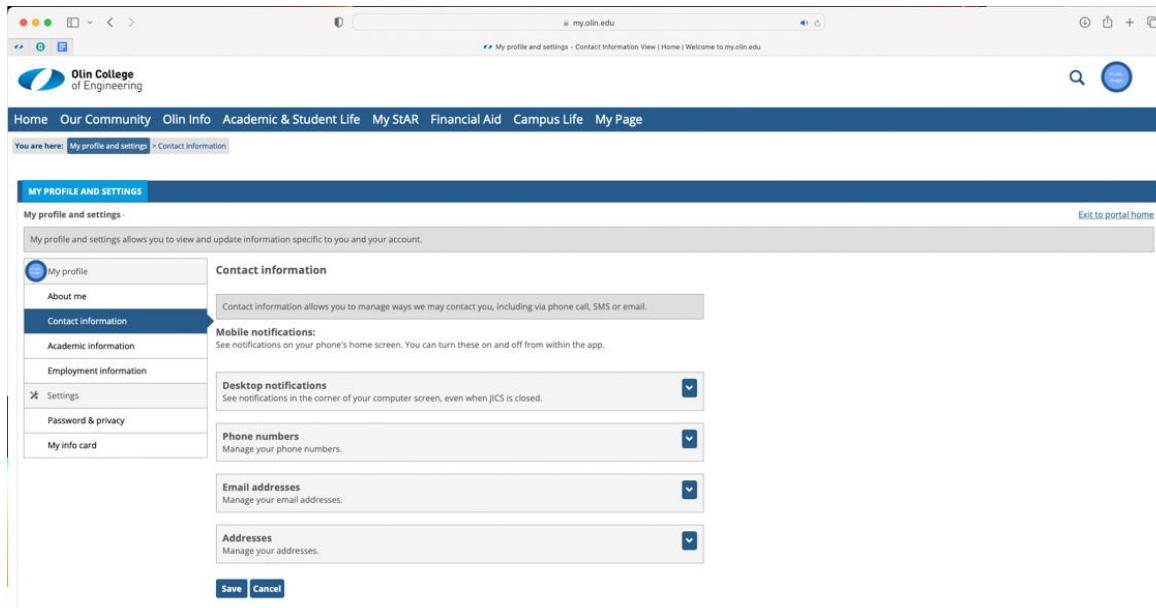 my.olin.edu
My profile and settings - Contact Information View | Home | Welcome to my.olin.edu
Olin College
of Engineering
Home Our Community Olin Info Academic & Student Life My StAR Financial Aid Campus Life My Page
You are here: My profile and settings > Contact information
MY PROFILE AND SETTINGS
My profile and settings -
Exit to portal home
My profile and settings allows you to view and update information specific to you and your account.
My profile
About me
Contact information
Academic information
Employment information
Settings
Password & privacy
My info card
Contact information
Contact information allows you to manage ways we may contact you, including via phone call, SMS or email.
Mobile notifications:
See notifications on your phone's home screen. You can turn these on and off from within the app.
Desktop notifications
See notifications in the corner of your computer screen, even when JICS is closed.
Phone numbers
Manage your phone numbers.
Email addresses
Manage your email addresses.
Addresses
Manage your addresses.
Save Cancel